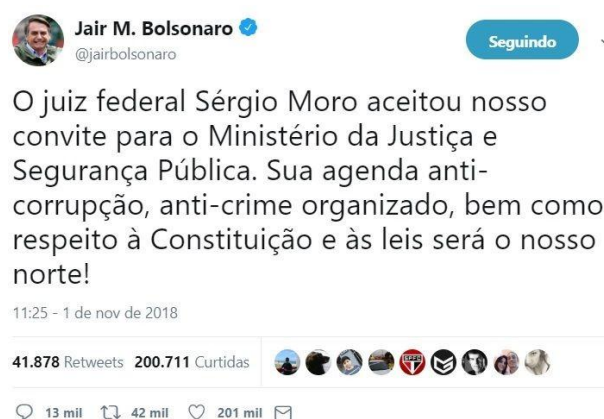 Jair M. Bolsonaro
@jairbolsonaro
Seguindo
O juiz federal Sérgio Moro aceitou nosso
convite para o Ministério da Justiça e
Segurança Pública. Sua agenda anti-
corrupção, anti-crime organizado, bem como
respeito à Constituição e às leis será o nosso
norte!
11:25 - 1 de nov de 2018
41.878 Retweets 200.711 Curtidas
13 mil 42 mil 201 mil